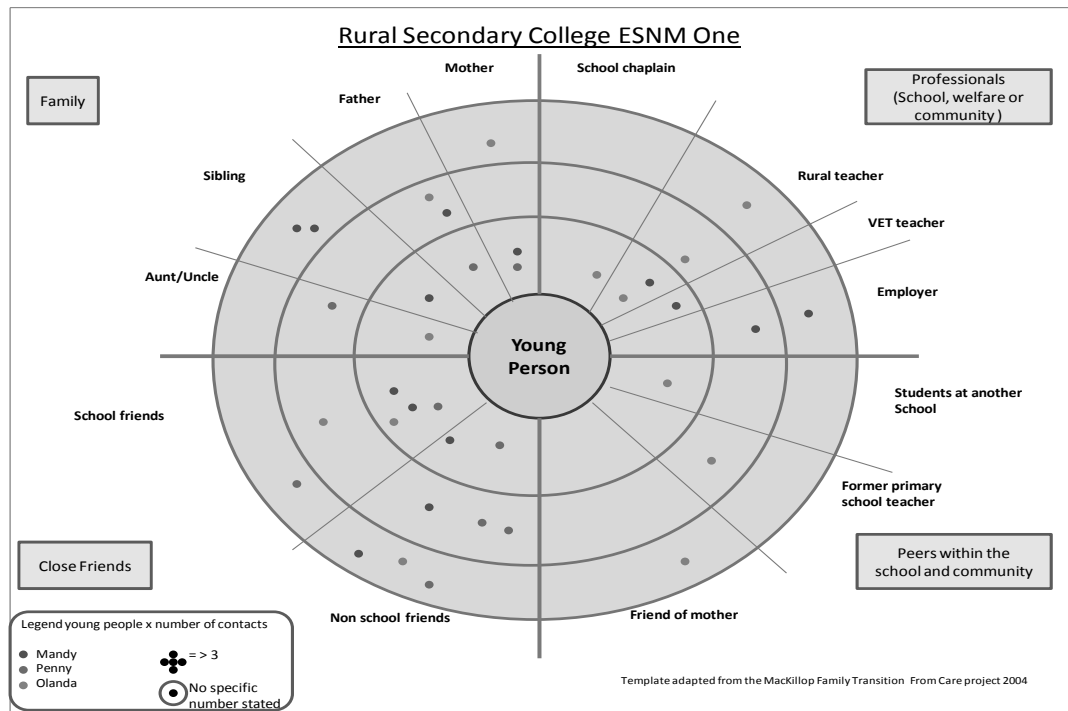 Rural Secondary College ESNM One
Mother
School chaplain
Family
Professionals
(School, welfare or
community )
Father
Sibling
Rural teacher
VET teacher
Aunt/Uncle
Employer
Young
Person
School friends
Students at another
School
Former primary
school teacher
Close Friends
Peers within the
school and community
Non school friends
Friend of mother
Legend young people x number of contacts
Mandy
Penny
Olanda
= > 3
No specific
number stated
Template adapted from the MacKillop Family Transition From Care project 2004